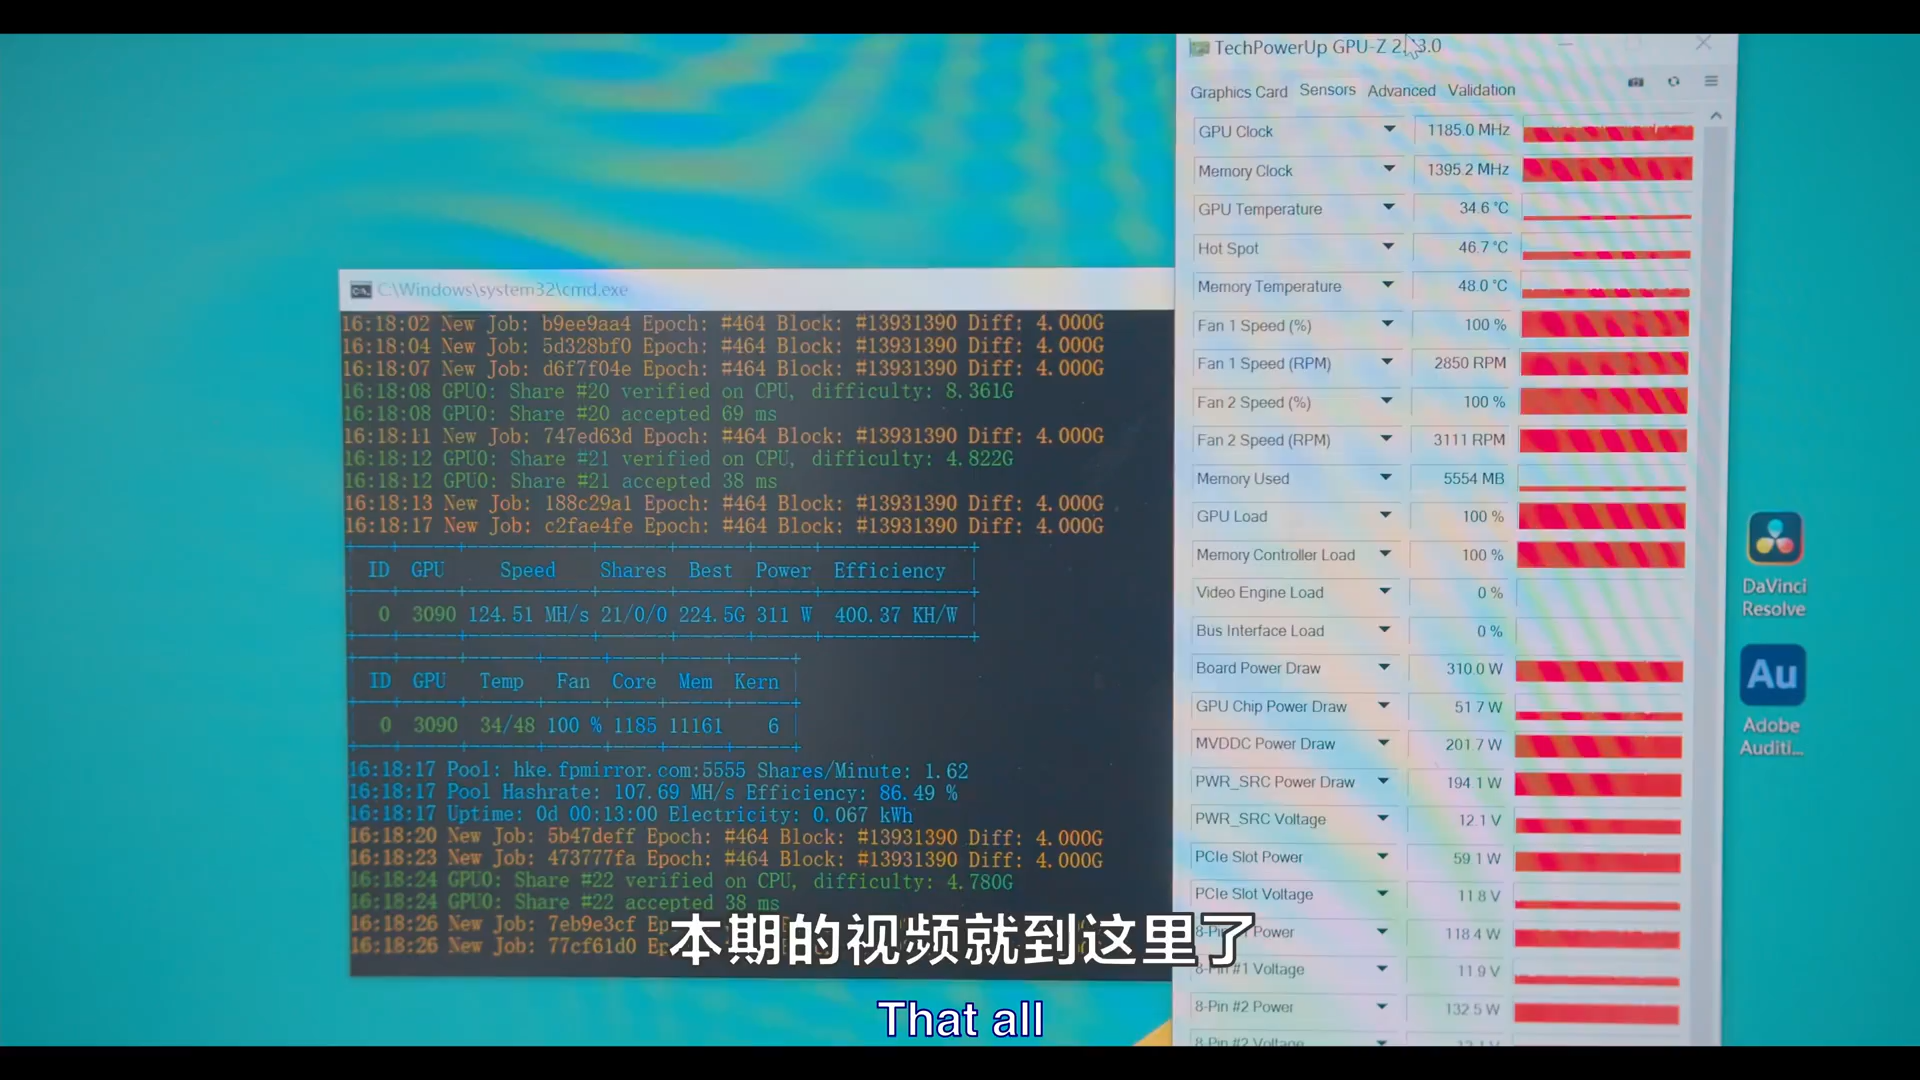 TechPowerUp GPU-Z 2.
3.0
Graphics Card Sensors Advanced Validation
GPU Clock 1185.0 MHz
Memory Clock 1395.2 MHz
GPU Temperature 34.6 °C
Hot Spot 46.7 °C
Memory Temperature 48.0 °C
Fan 1 Speed (%) 100 %
Fan 1 Speed (RPM) 2850 RPM
Fan 2 Speed (%) 100 %
Fan 2 Speed (RPM) 3111 RPM
Memory Used 5554 MB
GPU Load 100 %
Memory Controller Load 100 %
Video Engine Load 0 %
Bus Interface Load 0 %
Board Power Draw 310.0 W
GPU Chip Power Draw 51.7 W
MVDDC Power Draw 201.7 W
PWR_SRC Power Draw 194.1 W
PWR_SRC Voltage 12.1 V
PCIe Slot Power 59.1 W
PCIe Slot Voltage 11.8 V
Power 118.4 W
8-Pin #1 Voltage 11.9 V
8-Pin #2 Power 132.5 W
8-Pin #2 Voltage
C:\Windows\system32\cmd.exe
16:18:02 New Job: b9ee9aa4 Epoch: #464 Block: #13931390 Diff: 4.000G
16:18:04 New Job: 5d328bf0 Epoch: #464 Block: #13931390 Diff: 4.000G
16:18:07 New Job: d6f7f04e Epoch: #464 Block: #13931390 Diff: 4.000G
16:18:08 GPU0: Share #20 verified on CPU, difficulty: 8.361G
16:18:08 GPU0: Share #20 accepted 69 ms
16:18:11 New Job: 747ed63d Epoch: #464 Block: #13931390 Diff: 4.000G
16:18:12 GPU0: Share #21 verified on CPU, difficulty: 4.822G
16:18:12 GPU0: Share #21 accepted 38 ms
16:18:13 New Job: 188c29a1 Epoch: #464 Block: #13931390 Diff: 4.000G
16:18:17 New Job: c2fae4fe Epoch: #464 Block: #13931390 Diff: 4.000G
ID GPU Speed Shares Best Power Efficiency
0 3090 124.51 MH/s 21/0/0 224.5G 311 W 400.37 KH/W
ID GPU Temp Fan Core Mem Kern
0 3090 34/48 100 % 1185 11161 6
16:18:17 Pool: hke.fpmirror.com:5555 Shares/Minute: 1.62
16:18:17 Pool Hashrate: 107.69 MH/s Efficiency: 86.49 %
16:18:17 Uptime: 0d 00:13:00 Electricity: 0.067 kWh
16:18:20 New Job: 5b47deff Epoch: #464 Block: #13931390 Diff: 4.000G
16:18:23 New Job: 473777fa Epoch: #464 Block: #13931390 Diff: 4.000G
16:18:24 GPU0: Share #22 verified on CPU, difficulty: 4.780G
16:18:24 GPU0: Share #22 accepted 38 ms
16:18:26 New Job: 7eb9e3cf
16:18:26 New Job: 77cf61d0
DaVinci
Resolve
Au
Adobe
Auditi...
本期的视频就到这里了
That all